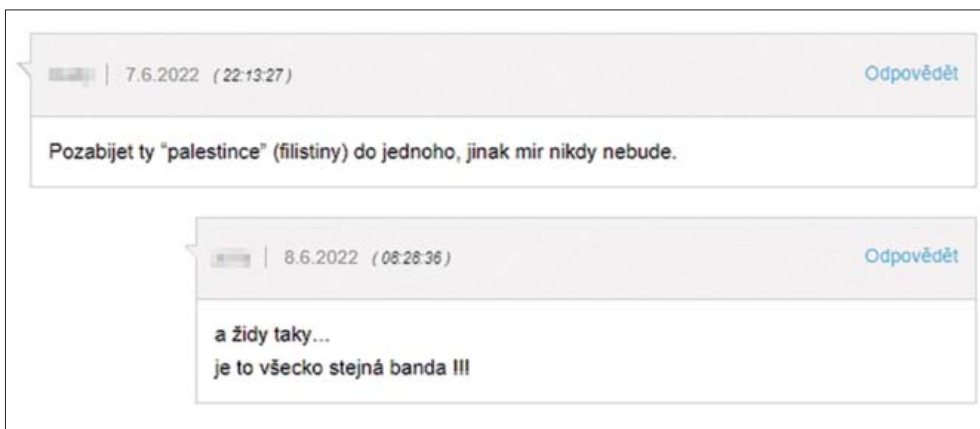 7.6.2022 (22:13:27) Odpovědět
Pozabijet ty "palestince" (filistiny) do jednoho, jinak mir nikdy nebude.
8.6.2022 (08:28:36) Odpovědět
a židy taky...
je to všecko stejná banda !!!